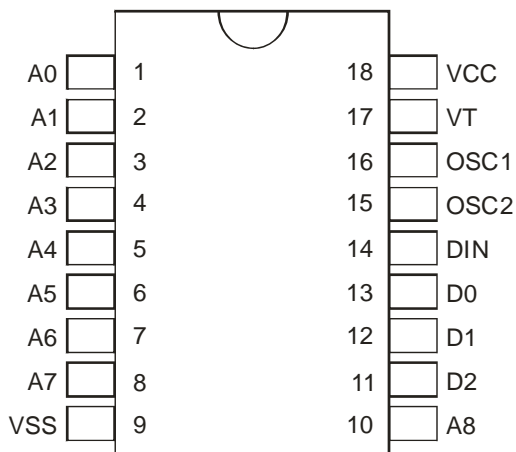 A0 1 18 VCC
A1 2 17 VT
A2 3 16 OSC1
A3 4 15 OSC2
A4 5 14 DIN
A5 6 13 D0
A6 7 12 D1
A7 8 11 D2
VSS 9 10 A8